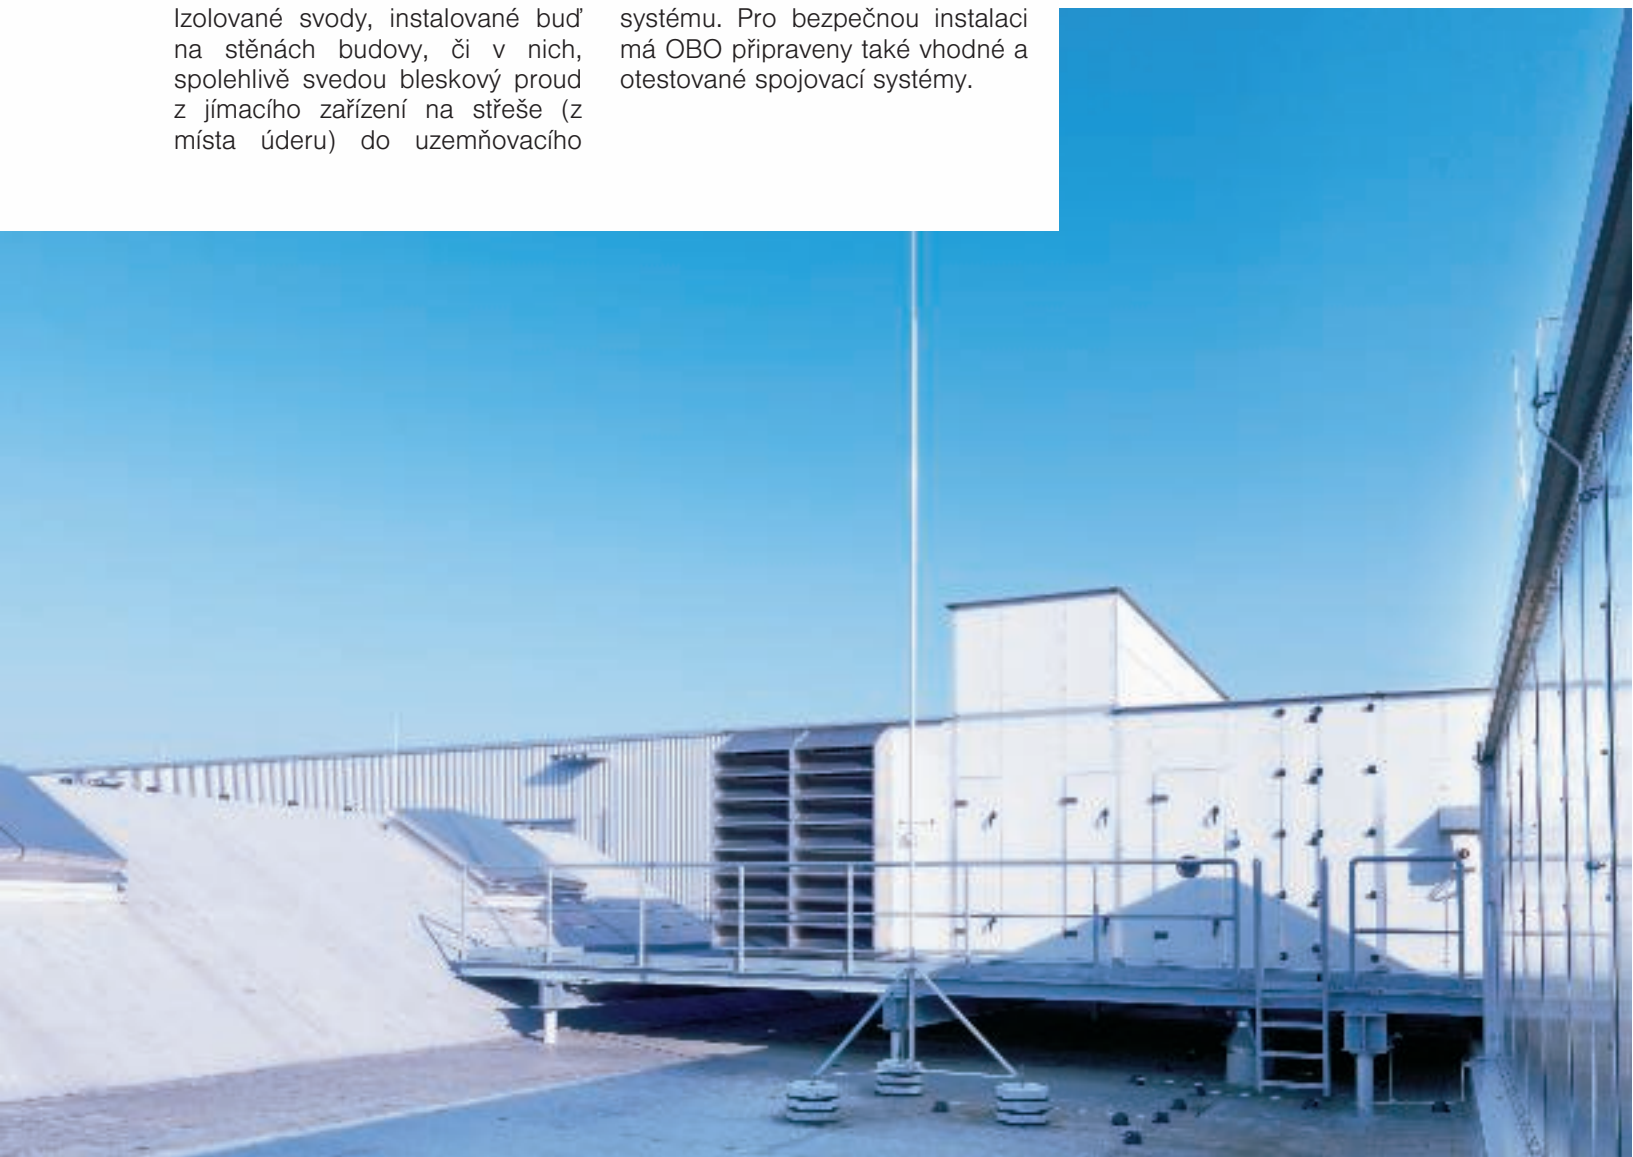 Izolované svody, instalované buď
na stěnách budovy, či v nich,
spolehlivě svedou bleskový proud
z jímacího zařízení na střeše (z
místa úderu) do uzemňovacího
systému. Pro bezpečnou instalaci
má OBO připraveny také vhodné a
otestované spojovací systémy.